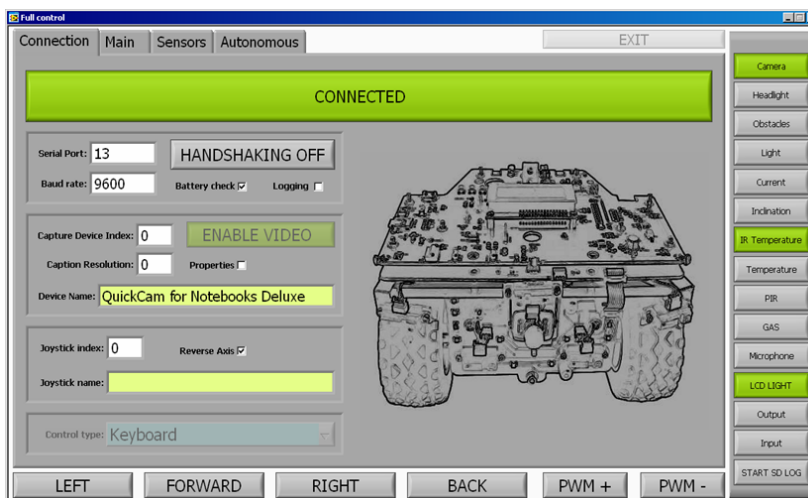 Full control
Connection Main Sensors Autonomous EXIT
CONNECTED
Serial Port: 13 HANDSHAKING OFF
Baud rate: 9600 Battery check Logging
Capture Device Index: 0 ENABLE VIDEO
Caption Resolution: 0 Properties
Device Name: QuickCam for Notebooks Deluxe
Joystick index: 0 Reverse Axis
Joystick name:
Control type: Keyboard
LEFT FORWARD RIGHT BACK PWM + PWM -
Camera
Headlight
Obstacles
Light
Current
Inclination
IR Temperature
Temperature
PIR
GAS
Microphone
LCD LIGHT
Output
Input
START SD LOG